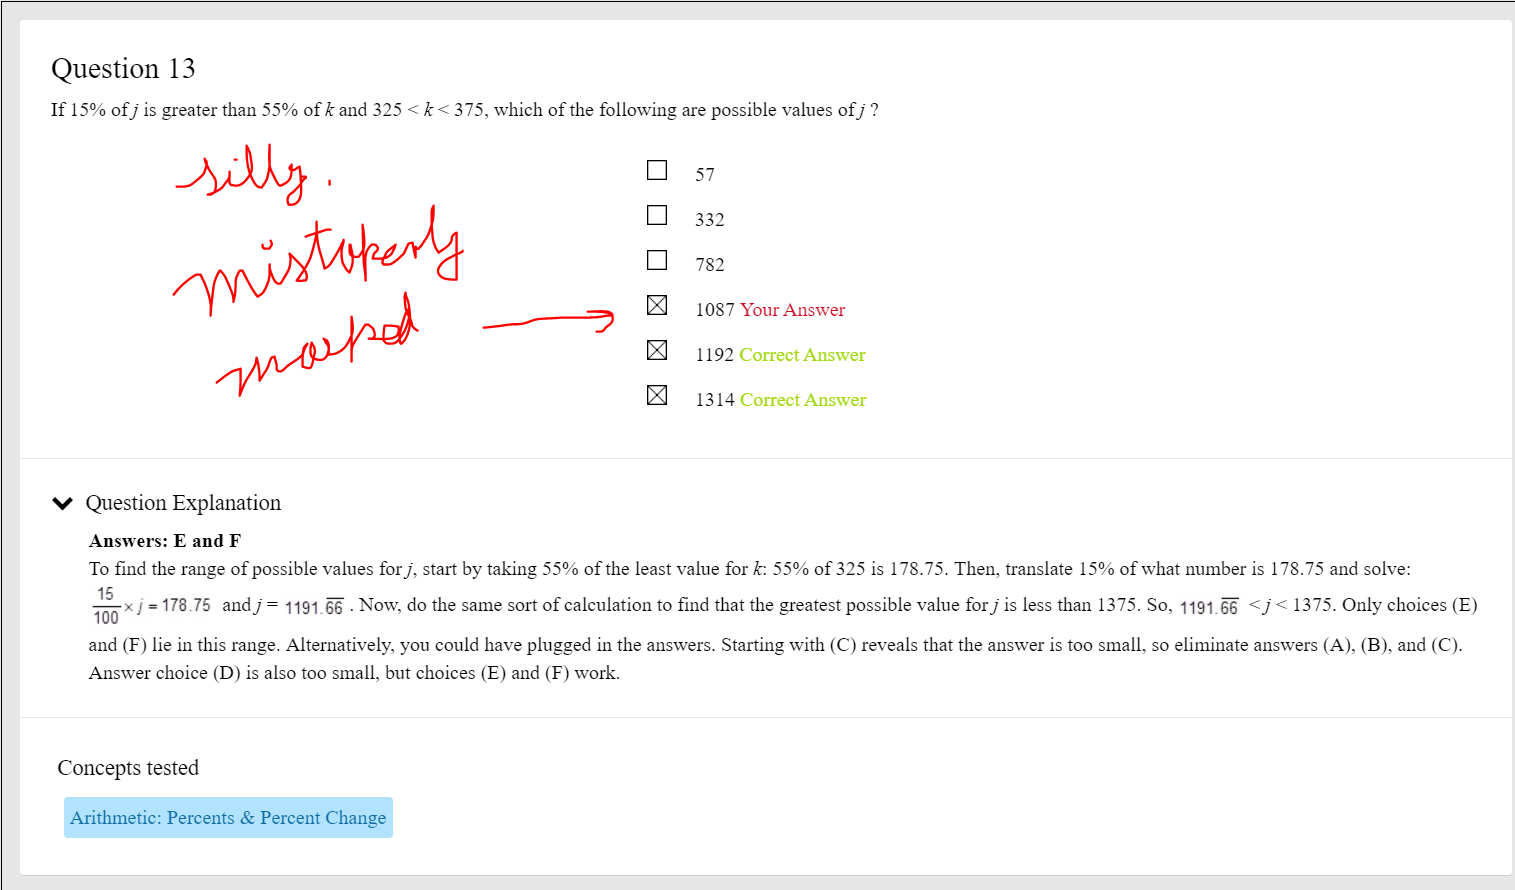 Question 13
If 15% of j is greater than 55% of k and 325 < k < 375, which of the following are possible values of j ?
silly.
mistakenly
marked
57
332
782
1087 Your Answer
1192 Correct Answer
1314 Correct Answer
Question Explanation
Answers: E and F
To find the range of possible values for j, start by taking 55% of the least value for k: 55% of 325 is 178.75. Then, translate 15% of what number is 178.75 and solve:
15/100 × j = 178.75 and j = 1191.6̅6̅ . Now, do the same sort of calculation to find that the greatest possible value for j is less than 1375. So, 1191.6̅6̅ < j < 1375. Only choices (E)
and (F) lie in this range. Alternatively, you could have plugged in the answers. Starting with (C) reveals that the answer is too small, so eliminate answers (A), (B), and (C).
Answer choice (D) is also too small, but choices (E) and (F) work.
Concepts tested
Arithmetic: Percents & Percent Change